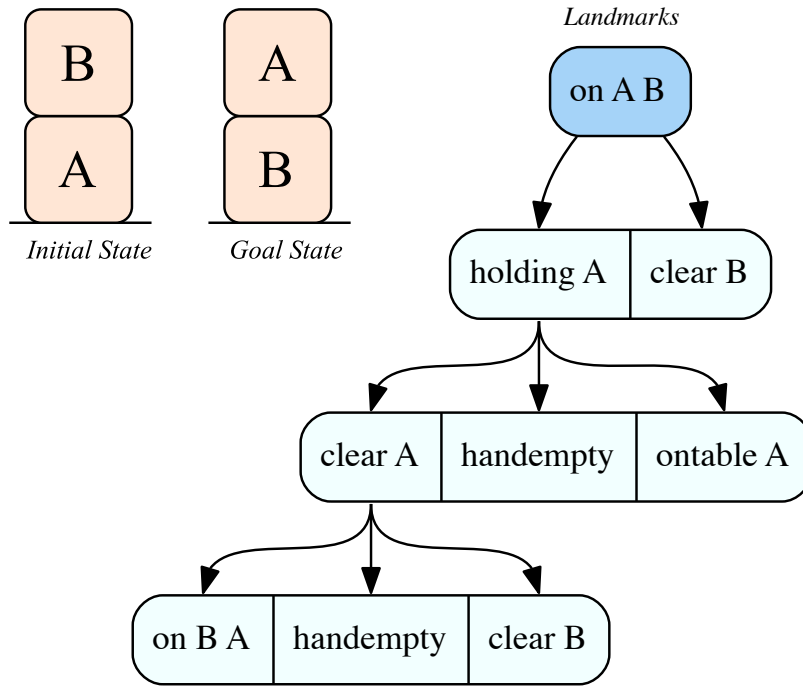 B
A
Initial State
A
B
Goal State
Landmarks
on A B
holding A
clear B
clear A
handempty
ontable A
on B A
handempty
clear B